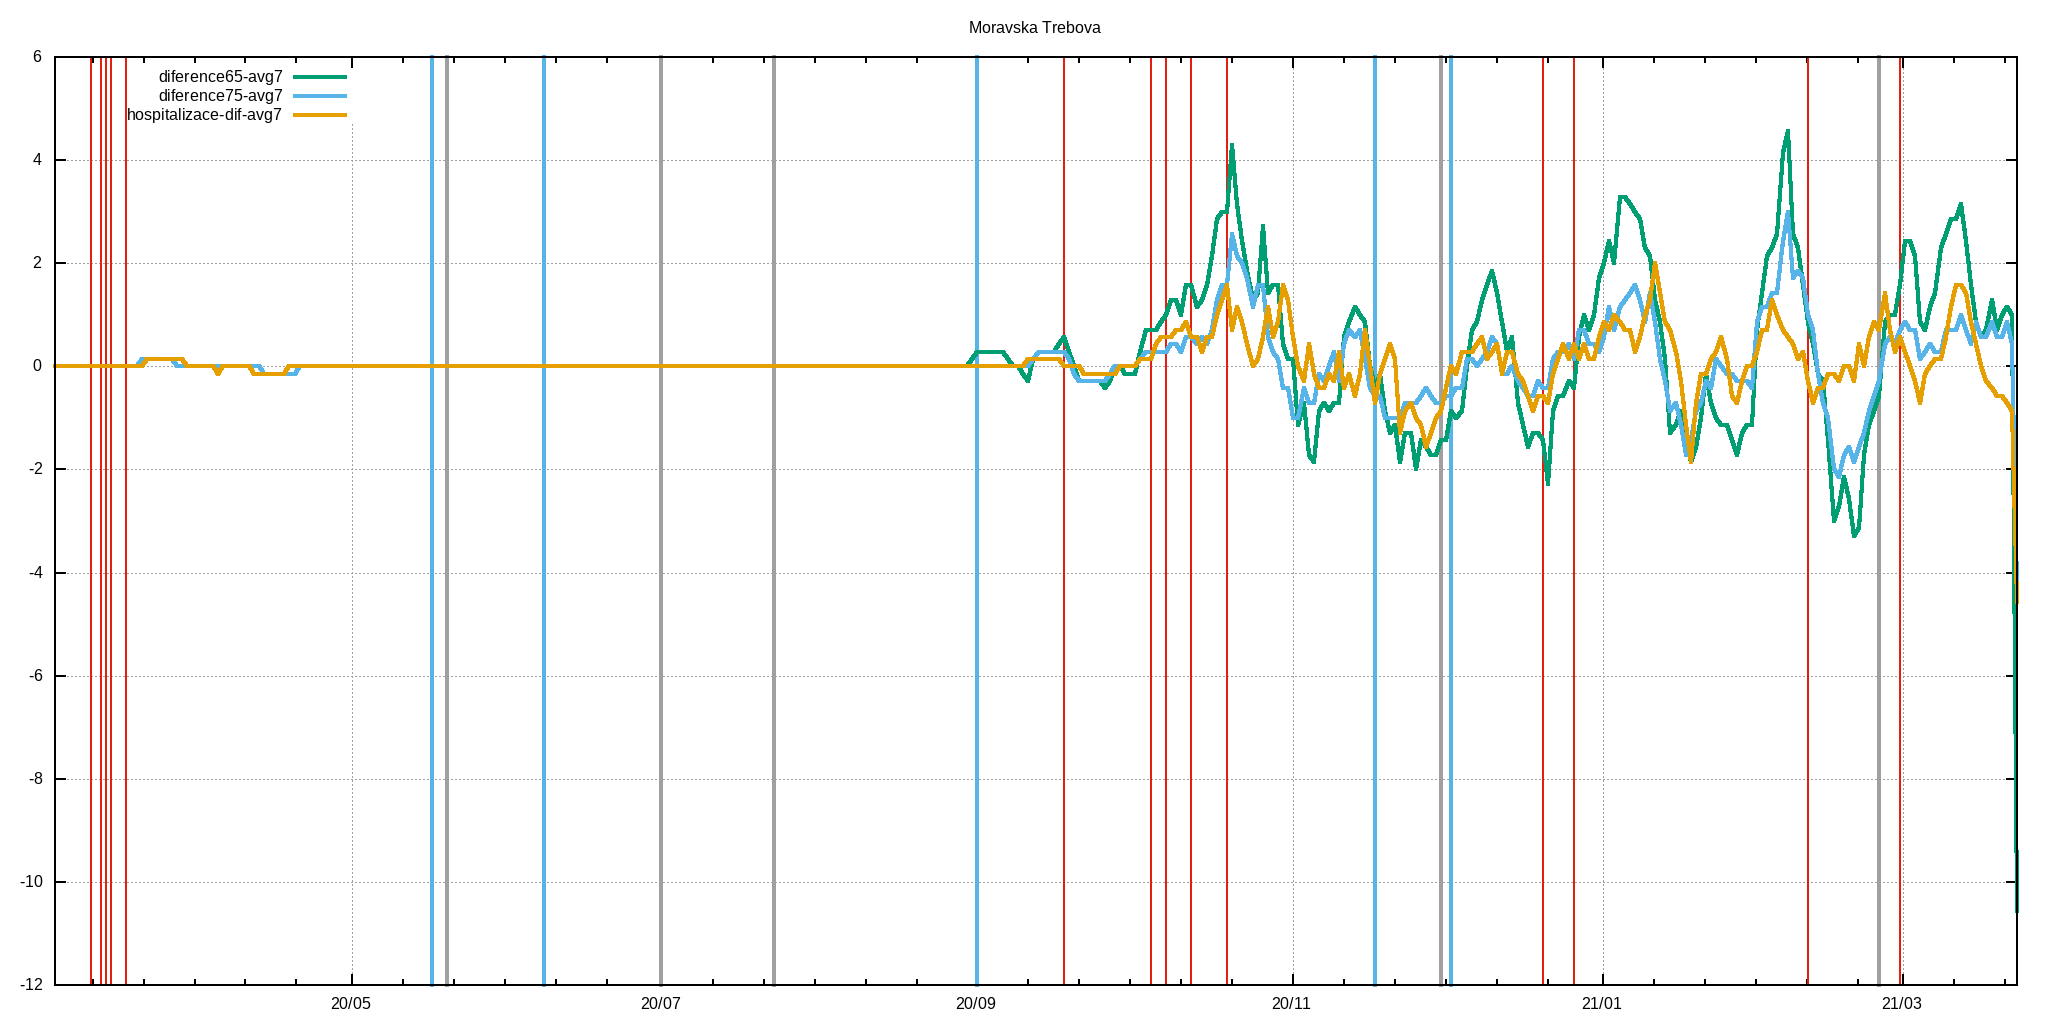 Moravska Trebova
6
diference65-avg7
diference75-avg7
hospitalizace-dif-avg7
4
2
0
-2
-4
-6
-8
-10
-12
20/05 20/07 20/09 20/11 21/01 21/03